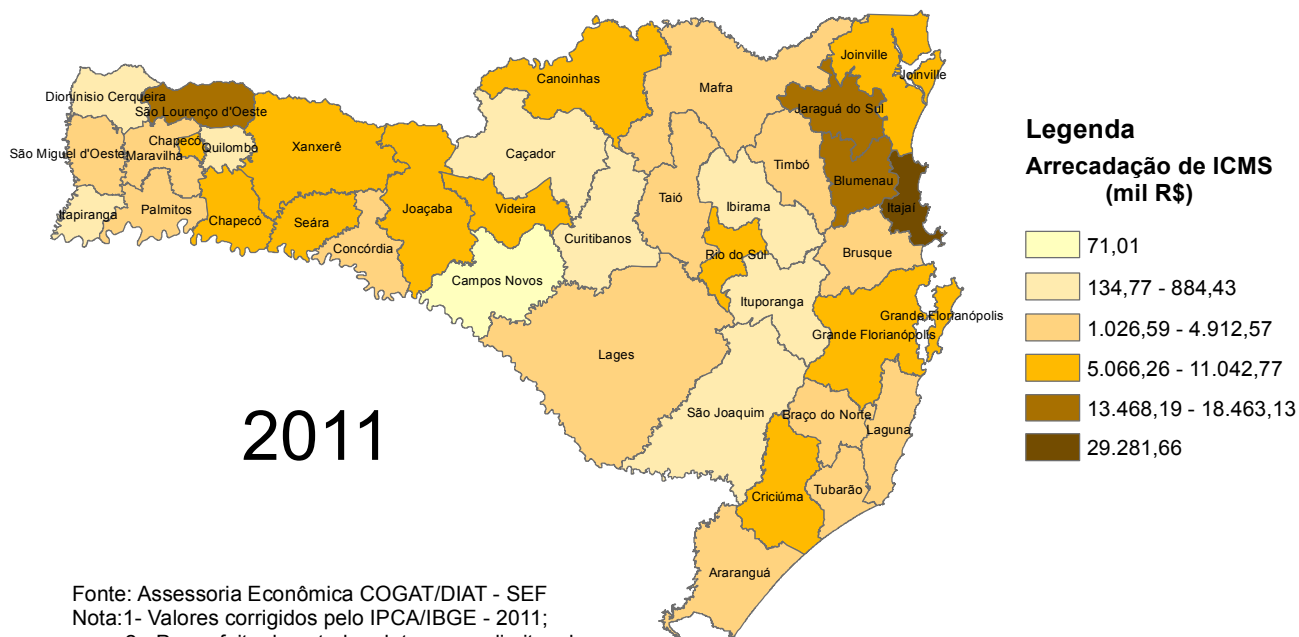 Joinville
Canoinhas
Joinville
Mafra
Dionísio Cerqueira
São Lourenço d'Oeste
Jaraguá do Sul
Chapecó
Quilombo
Xanxerê
São Miguel d'Oeste
Maravilha
Caçador
Timbó
Blumenau
Taió
Ibirama
Itajaí
Itapiranga
Palmitos
Chapecó
Seára
Joaçaba
Videira
Curitibanos
Concórdia
Rio do Sul
Brusque
Campos Novos
Ituporanga
Grande Florianópolis
Grande Florianópolis
Lages
São Joaquim
Braço do Norte
Laguna
Criciúma
Tubarão
Araranguá
2011
Legenda
Arrecadação de ICMS
(mil R$)
71,01
134,77 - 884,43
1.026,59 - 4.912,57
5.066,26 - 11.042,77
13.468,19 - 18.463,13
29.281,66
Fonte: Assessoria Econômica COGAT/DIAT - SEF
Nota:1- Valores corrigidos pelo IPCA/IBGE - 2011;